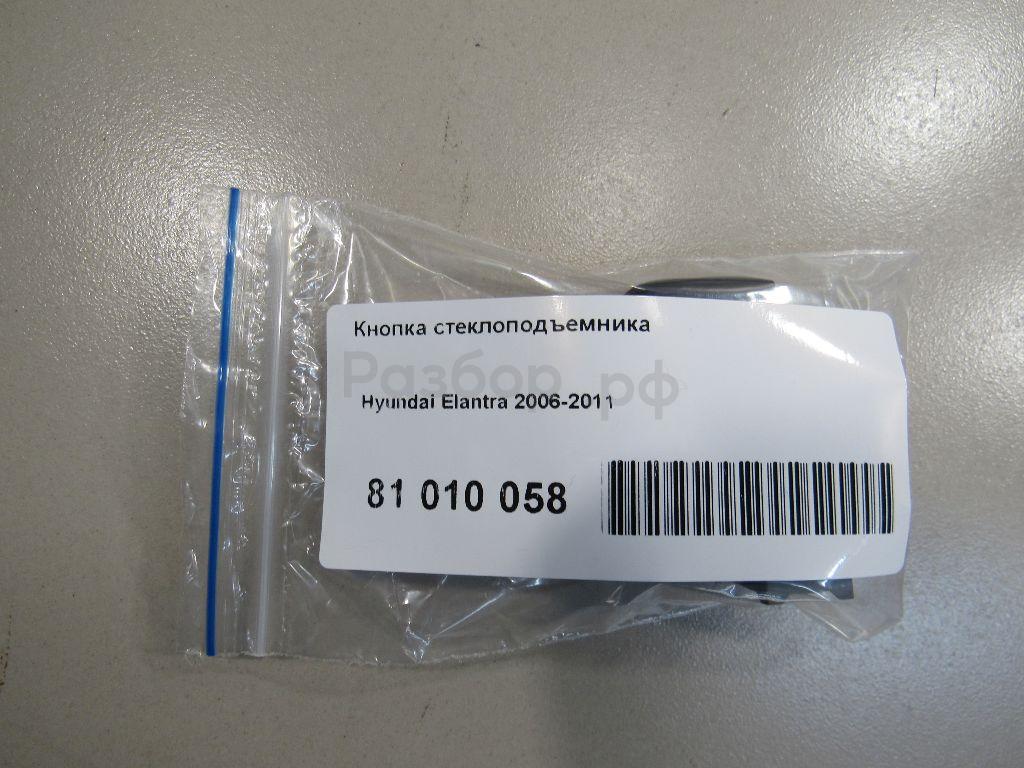 Кнопка стеклоподъемника
Разбор.рф
Hyundai Elantra 2006-2011
81 010 058